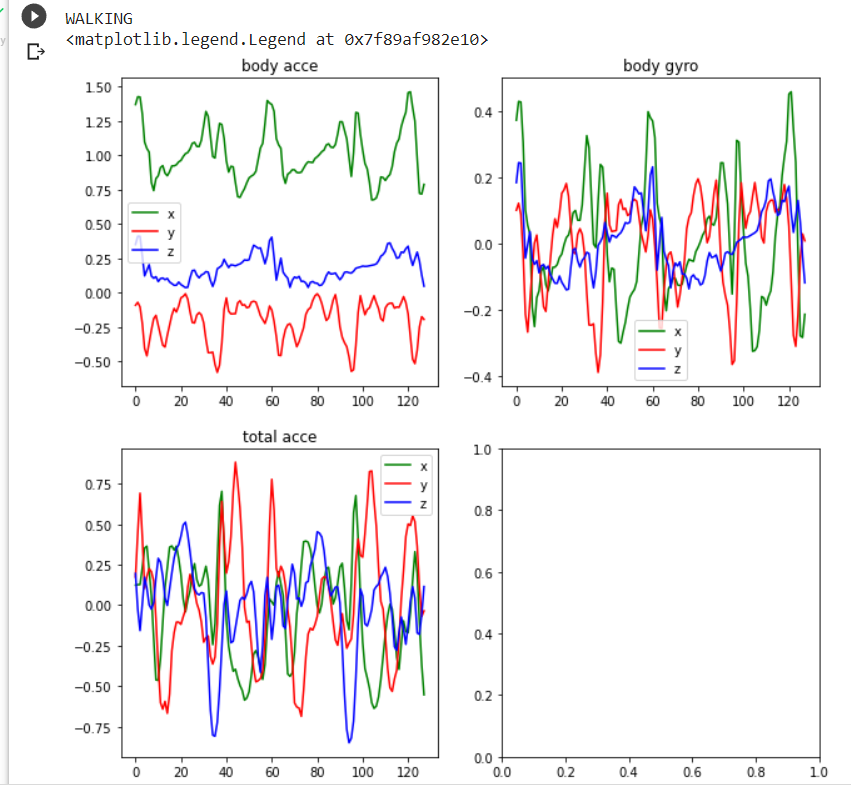 WALKING
<matplotlib.legend.Legend at 0x7f89af982e10>
body acce
1.50
1.25
1.00
0.75
0.50
0.25
0.00
−0.25
−0.50
x
y
z
0 20 40 60 80 100 120
body gyro
0.4
0.2
0.0
−0.2
−0.4
x
y
z
0 20 40 60 80 100 120
total acce
0.75
0.50
0.25
0.00
−0.25
−0.50
−0.75
x
y
z
0 20 40 60 80 100 120
1.0
0.8
0.6
0.4
0.2
0.0
0.0 0.2 0.4 0.6 0.8 1.0